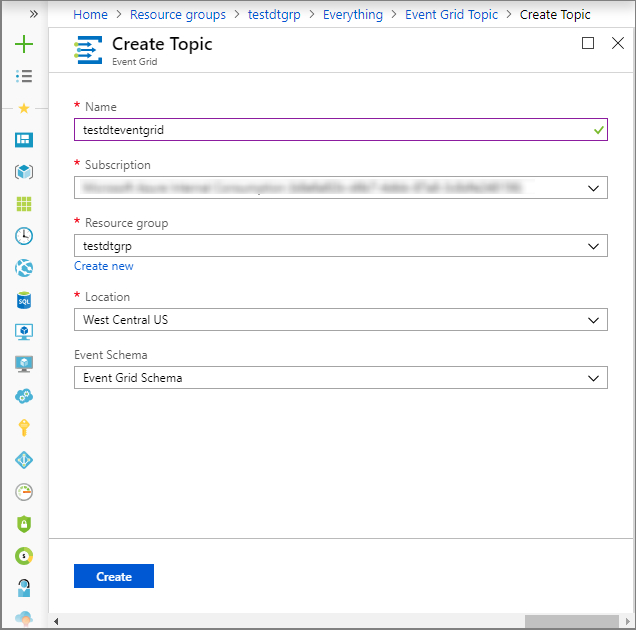 Home > Resource groups > testdtgrp > Everything > Event Grid Topic > Create Topic
Create Topic
Event Grid
* Name
testdteventgrid
* Subscription
* Resource group
testdtgrp
Create new
* Location
West Central US
Event Schema
Event Grid Schema
Create
SQL